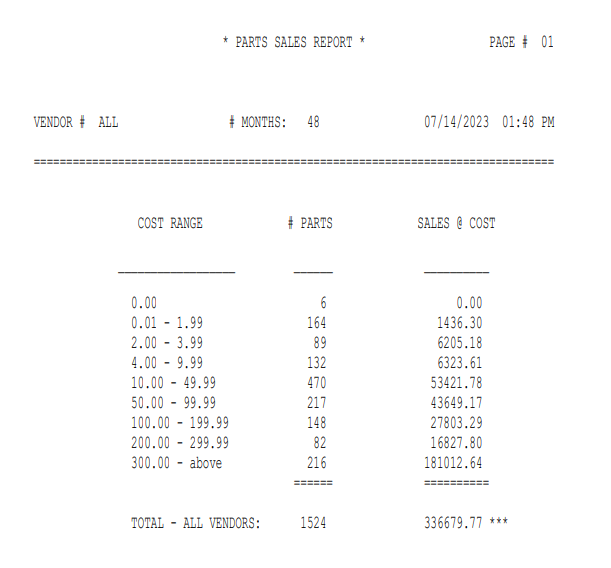 * PARTS SALES REPORT * PAGE # 01
VENDOR # ALL # MONTHS: 48 07/14/2023 01:48 PM
================================================================================
COST RANGE # PARTS SALES @ COST
__________________ ______ __________
0.00 6 0.00
0.01 - 1.99 164 1436.30
2.00 - 3.99 89 6205.18
4.00 - 9.99 132 6323.61
10.00 - 49.99 470 53421.78
50.00 - 99.99 217 43649.17
100.00 - 199.99 148 27803.29
200.00 - 299.99 82 16827.80
300.00 - above 216 181012.64
====== ==========
TOTAL - ALL VENDORS: 1524 336679.77 ***